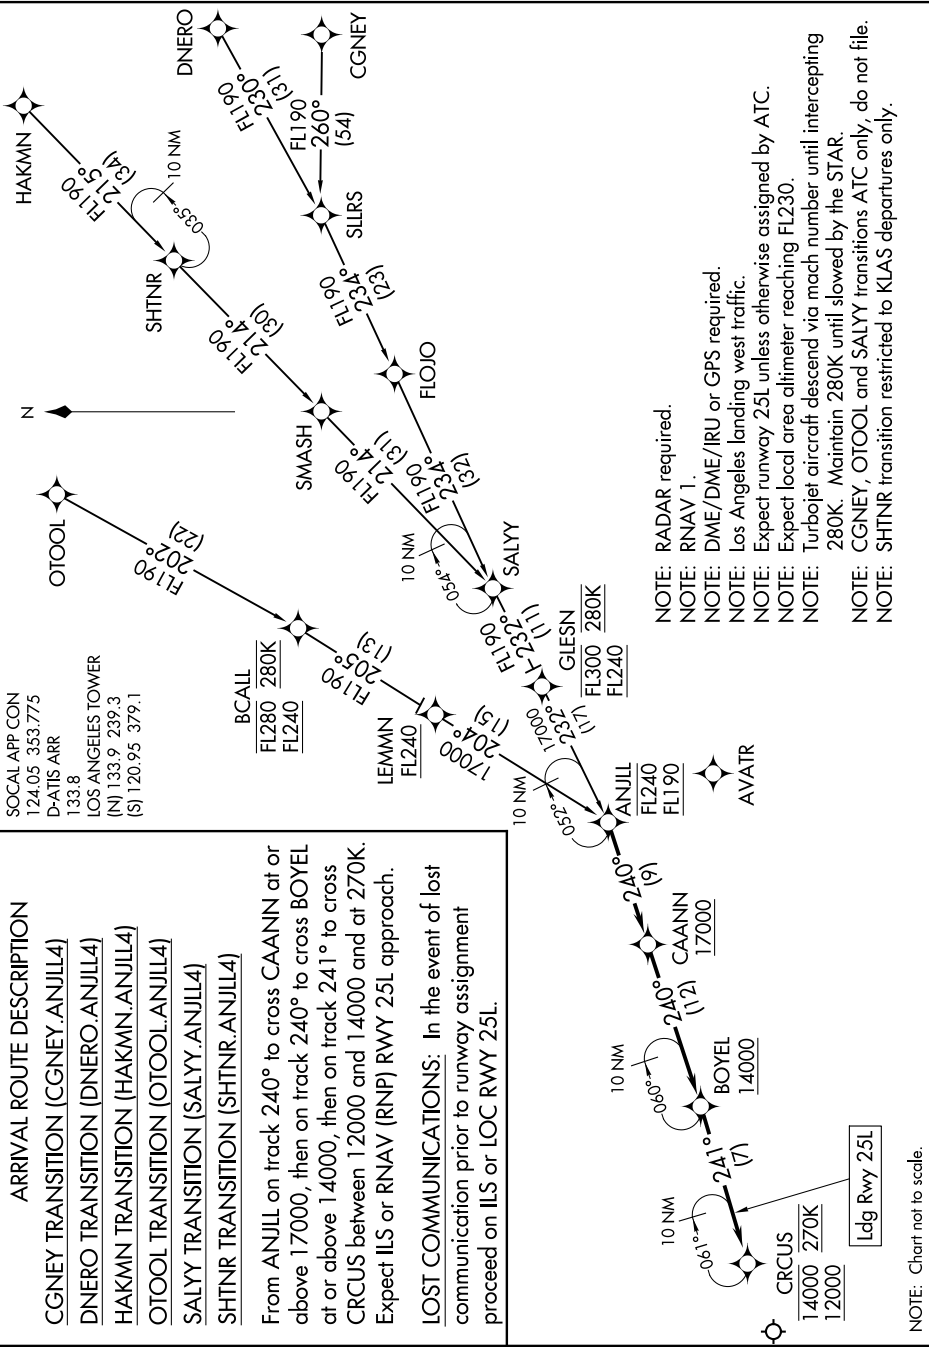 ARRIVAL ROUTE DESCRIPTION
CGNEY TRANSITION (CGNEY.ANJLL4)
DNERO TRANSITION (DNERO.ANJLL4)
HAKMN TRANSITION (HAKMN.ANJLL4)
OTOOL TRANSITION (OTOOL.ANJLL4)
SALYY TRANSITION (SALYY.ANJLL4)
SHTNR TRANSITION (SHTNR.ANJLL4)
From ANJLL on track 240° to cross CAANN at or
above 17000, then on track 240° to cross BOYEL
at or above 14000, then on track 241° to cross
CRCUS between 12000 and 14000 and at 270K.
Expect ILS or RNAV (RNP) RWY 25L approach.
LOST COMMUNICATIONS: In the event of lost
communication prior to runway assignment
proceed on ILS or LOC RWY 25L.
SOCAL APP CON
124.05 353.775
D-ATIS ARR
133.8
LOS ANGELES TOWER
(N) 133.9 239.3
(S) 120.95 379.1
N
OTOOL
FL190
202°
(22)
BCALL
FL280 280K
FL240
FL190
205°
(13)
LEMMN
FL240
17000
204°
(15)
HAKMN
FL190
215°
(34)
10 NM
035°
SHTNR
FL190
214°
(30)
SMASH
FL190
214°
(31)
DNERO
FL190
230°
(31)
CGNEY
FL190
260°
(54)
SLLRS
FL190
234°
(23)
FLOJO
FL190
234°
(32)
10 NM
054°
SALYY
FL190
232°
(11)
GLESN
FL300 280K
FL240
17000
232°
(17)
10 NM
052°
ANJLL
FL240
FL190
AVATR
240°
(9)
CAANN
17000
240°
(12)
10 NM
060°
BOYEL
14000
241°
(7)
10 NM
061°
CRCUS
14000 270K
12000
Ldg Rwy 25L
NOTE: RADAR required.
NOTE: RNAV 1.
NOTE: DME/DME/IRU or GPS required.
NOTE: Los Angeles landing west traffic.
NOTE: Expect runway 25L unless otherwise assigned by ATC.
NOTE: Expect local area altimeter reaching FL230.
NOTE: Turbojet aircraft descend via mach number until intercepting
280K. Maintain 280K until slowed by the STAR.
NOTE: CGNEY, OTOOL and SALYY transitions ATC only, do not file.
NOTE: SHTNR transition restricted to KLAS departures only.
NOTE: Chart not to scale.